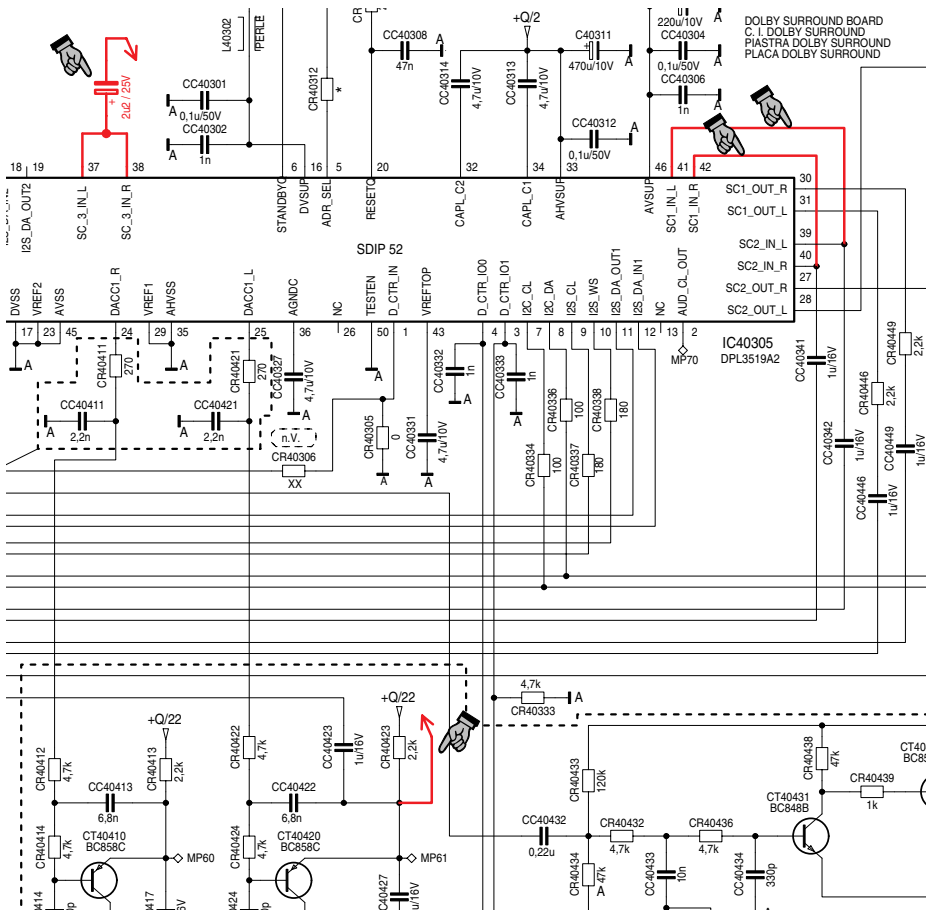 DOLBY SURROUND BOARD
C. I. DOLBY SURROUND
PIASTRA DOLBY SURROUND
PLACA DOLBY SURROUND
+Q/2
220u/10V
CC40304
0,1u/50V
CC40306
1n
A
A
A
C40311
470u/10V
A
CC40312
0,1u/50V
A
CC40313
4,7u/10V
CC40314
4,7u/10V
CC40308
47n
A
CR
CR40312
*
L40302
PERLE
CC40301
0,1u/50V
A
CC40302
1n
A
2u2 / 25V
+
18
19
37
38
6
16
5
20
32
34
33
46
41
42
I2S_DA_OUT2
SC_3_IN_L
SC_3_IN_R
STANDBYQ
DVSUP
ADR_SEL
RESETQ
CAPL_C2
CAPL_C1
AHVSUP
AVSUP
SC1_IN_L
SC1_IN_R
SC1_OUT_R
30
SC1_OUT_L
31
SC2_IN_L
39
SC2_IN_R
40
SC2_OUT_R
27
SC2_OUT_L
28
SDIP 52
DVSS
VREF2
AVSS
DACC1_R
VREF1
AHVSS
DACC1_L
AGNDC
NC
TESTEN
D_CTR_IN
VREFTOP
D_CTR_IO0
D_CTR_IO1
I2C_CL
I2C_DA
I2S_CL
I2S_WS
I2S_DA_OUT1
I2S_DA_IN1
NC
AUD_CL_OUT
17
23
45
24
29
35
25
36
26
50
1
43
4
3
7
8
9
10
11
12
13
2
IC40305
DPL3519A2
MP70
A
CR40411
270
A
CR40421
270
CC40327
4,7u/10V
A
CC40411
2,2n
A
CC40421
2,2n
A
n.V.
CR40306
XX
A
CR40305
0
A
CC40331
4,7u/10V
A
CC40332
1n
A
CC40333
1n
A
CR40334
100
CR40336
100
CR40337
180
CR40338
180
CC40341
1u/16V
CC40342
1u/16V
CR40446
2,2k
CC40446
1u/16V
CR40449
2,2k
CC40449
1u/16V
4,7k
CR40333
A
+Q/22
+Q/22
CR40412
4,7k
CR40413
2,2k
CC40413
6,8n
CR40414
4,7k
CT40410
BC858C
MP60
CR40422
4,7k
CC40423
1u/16V
CR40423
2,2k
CC40422
6,8n
CR40424
4,7k
CT40420
BC858C
MP61
CC40427
CR40433
120k
CC40432
0,22u
CR40432
4,7k
CR40436
4,7k
CR40434
47k
A
CC40433
10n
CC40434
330p
CT40431
BC848B
CR40438
47k
CR40439
1k